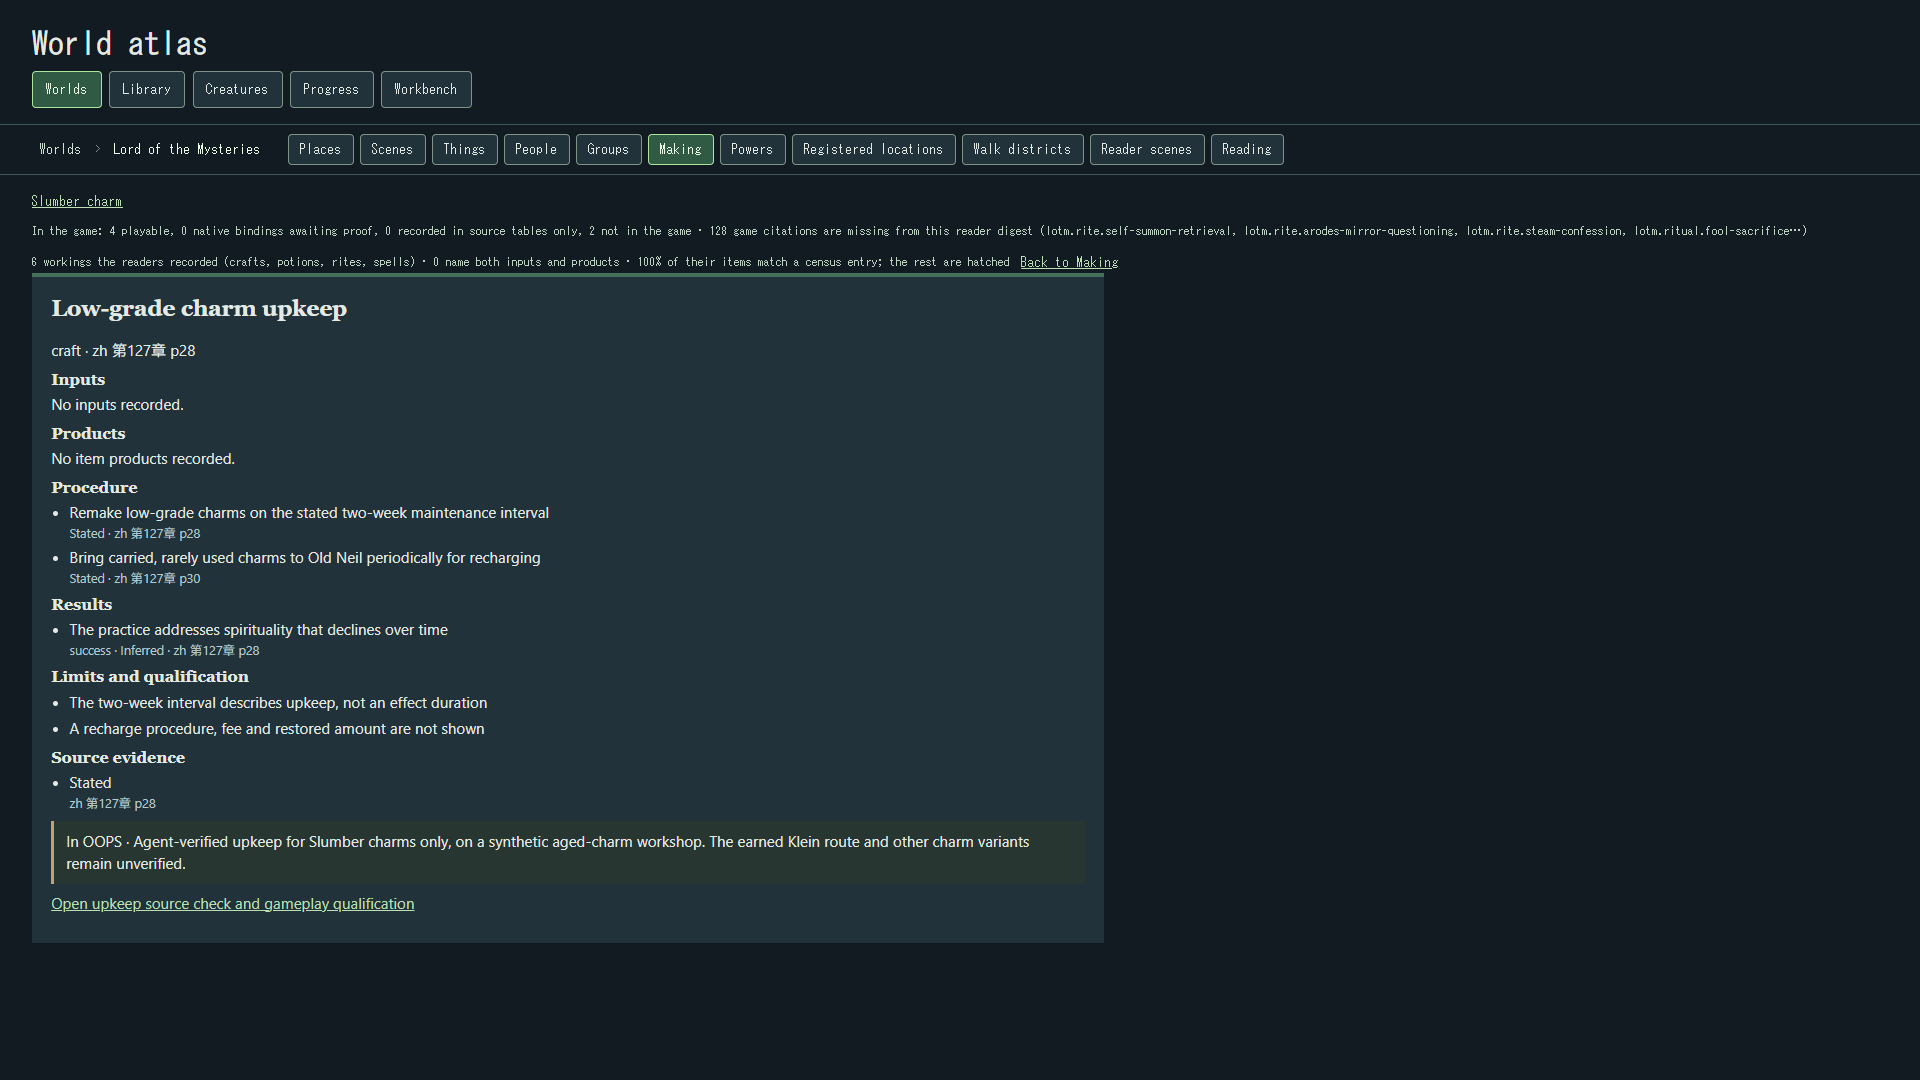 World atlas
Worlds Library Creatures Progress Workbench
Worlds > Lord of the Mysteries Places Scenes Things People Groups Making Powers Registered locations Walk districts Reader scenes Reading
Slumber charm
In the game: 4 playable, 0 native bindings awaiting proof, 0 recorded in source tables only, 2 not in the game · 128 game citations are missing from this reader digest (lotm.rite.self-summon-retrieval, lotm.rite.arodes-mirror-questioning, lotm.rite.steam-confession, lotm.ritual.fool-sacrifice…)
6 workings the readers recorded (crafts, potions, rites, spells) · 0 name both inputs and products · 100% of their items match a census entry; the rest are hatched Back to Making
Low-grade charm upkeep
craft · zh 第127章 p28
Inputs
No inputs recorded.
Products
No item products recorded.
Procedure
• Remake low-grade charms on the stated two-week maintenance interval
Stated · zh 第127章 p28
• Bring carried, rarely used charms to Old Neil periodically for recharging
Stated · zh 第127章 p30
Results
• The practice addresses spirituality that declines over time
success · Inferred · zh 第127章 p28
Limits and qualification
• The two-week interval describes upkeep, not an effect duration
• A recharge procedure, fee and restored amount are not shown
Source evidence
• Stated
zh 第127章 p28
In OOPS · Agent-verified upkeep for Slumber charms only, on a synthetic aged-charm workshop. The earned Klein route and other charm variants
remain unverified.
Open upkeep source check and gameplay qualification